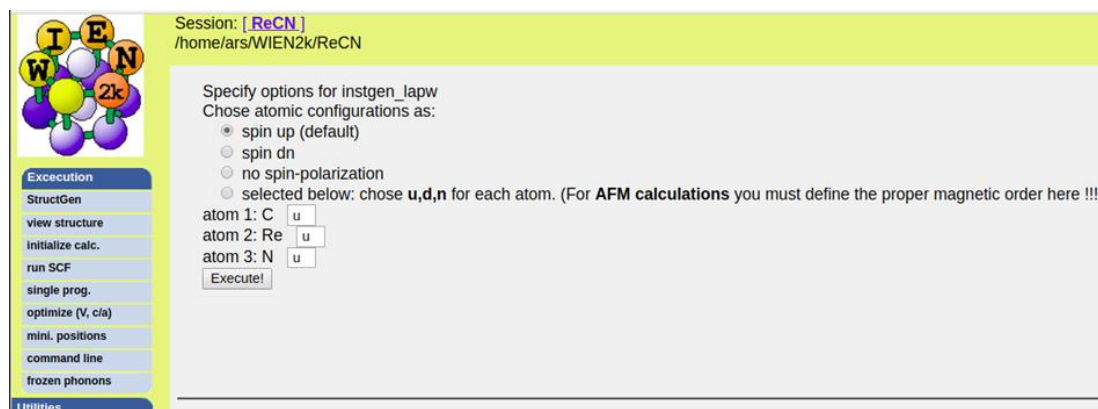 W I E N 2k
Session: [ ReCN ]
/home/ars/WIEN2k/ReCN
Specify options for instgen_lapw
Chose atomic configurations as:
spin up (default)
spin dn
no spin-polarization
selected below: chose u,d,n for each atom. (For AFM calculations you must define the proper magnetic order here !!!
atom 1: C u
atom 2: Re u
atom 3: N u
Execute!
Excecution
StructGen
view structure
initialize calc.
run SCF
single prog.
optimize (V, c/a)
mini. positions
command line
frozen phonons
Utilities